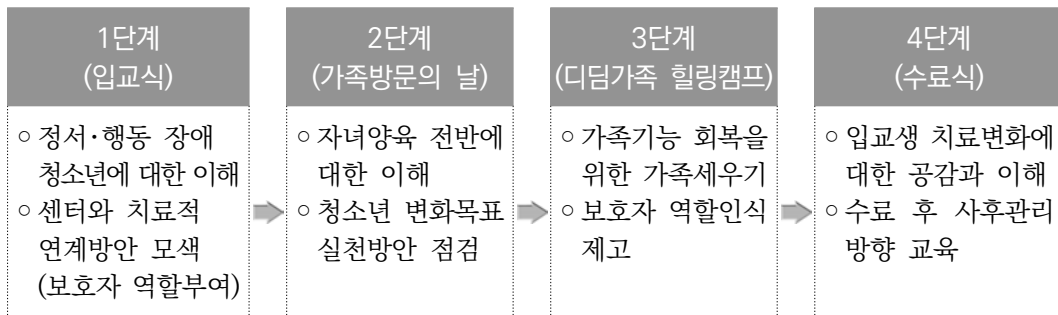 1단계
(입교식)
○ 정서·행동 장애
청소년에 대한 이해
○ 센터와 치료적
연계방안 모색
(보호자 역할부여)
2단계
(가족방문의 날)
○ 자녀양육 전반에
대한 이해
○ 청소년 변화목표
실천방안 점검
3단계
(디딤가족 힐링캠프)
○ 가족기능 회복을
위한 가족세우기
○ 보호자 역할인식
제고
4단계
(수료식)
○ 입교생 치료변화에
대한 공감과 이해
○ 수료 후 사후관리
방향 교육